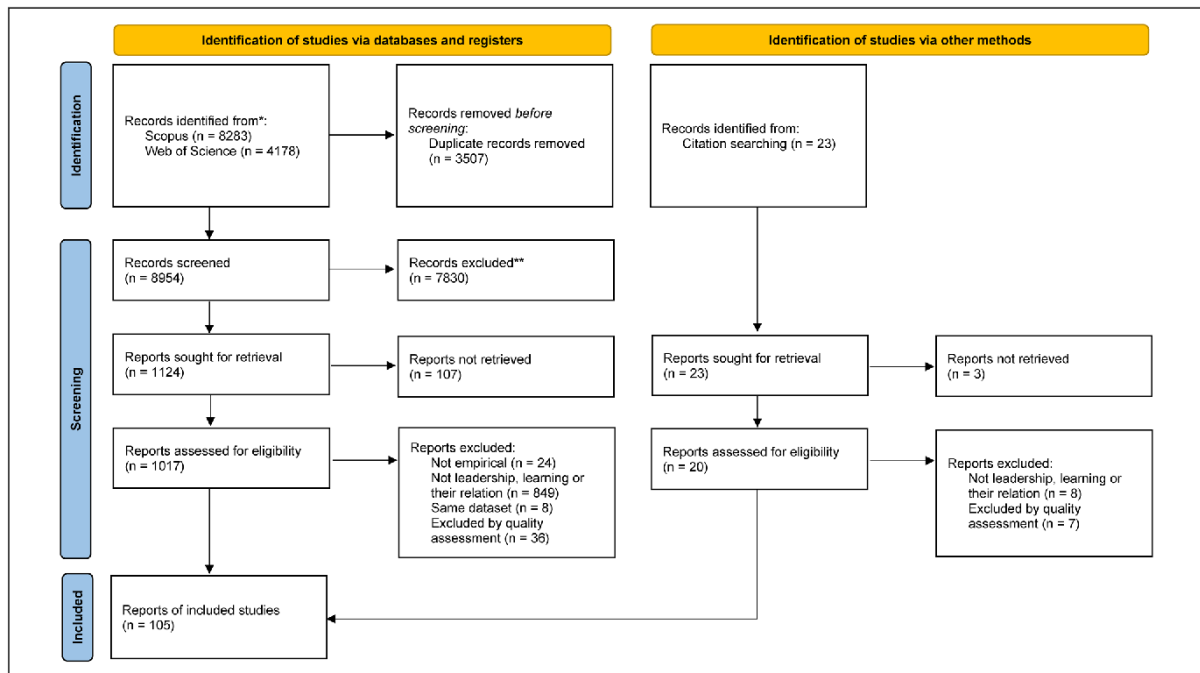 Identification of studies via databases and registers
Identification of studies via other methods
Identification
Records identified from*:
Scopus (n = 8283)
Web of Science (n = 4178)
Records removed before
screening:
Duplicate records removed
(n = 3507)
Records identified from:
Citation searching (n = 23)
Screening
Records screened
(n = 8954)
Records excluded**
(n = 7830)
Reports sought for retrieval
(n = 1124)
Reports not retrieved
(n = 107)
Reports sought for retrieval
(n = 23)
Reports not retrieved
(n = 3)
Reports assessed for eligibility
(n = 1017)
Reports excluded:
Not empirical (n = 24)
Not leadership, learning or
their relation (n = 849)
Same dataset (n = 8)
Excluded by quality
assessment (n = 36)
Reports assessed for eligibility
(n = 20)
Reports excluded:
Not leadership, learning or
their relation (n = 8)
Excluded by quality
assessment (n = 7)
Included
Reports of included studies
(n = 105)